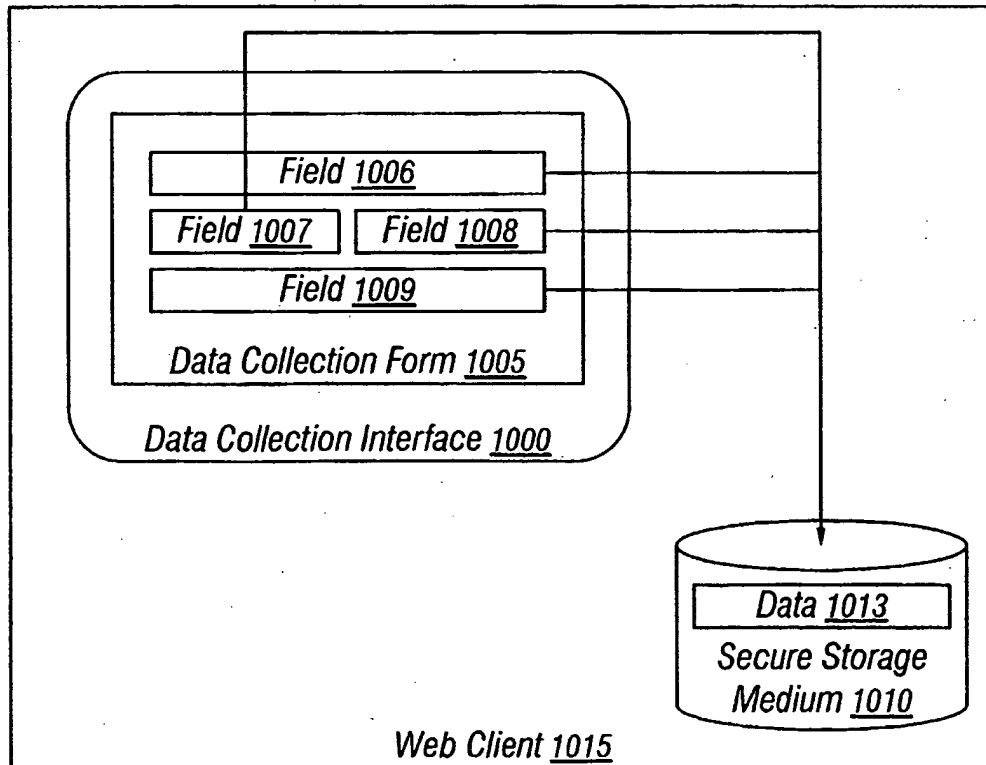 Field 1006
Field 1007 Field 1008
Field 1009
Data Collection Form 1005
Data Collection Interface 1000
Data 1013
Secure Storage
Medium 1010
Web Client 1015